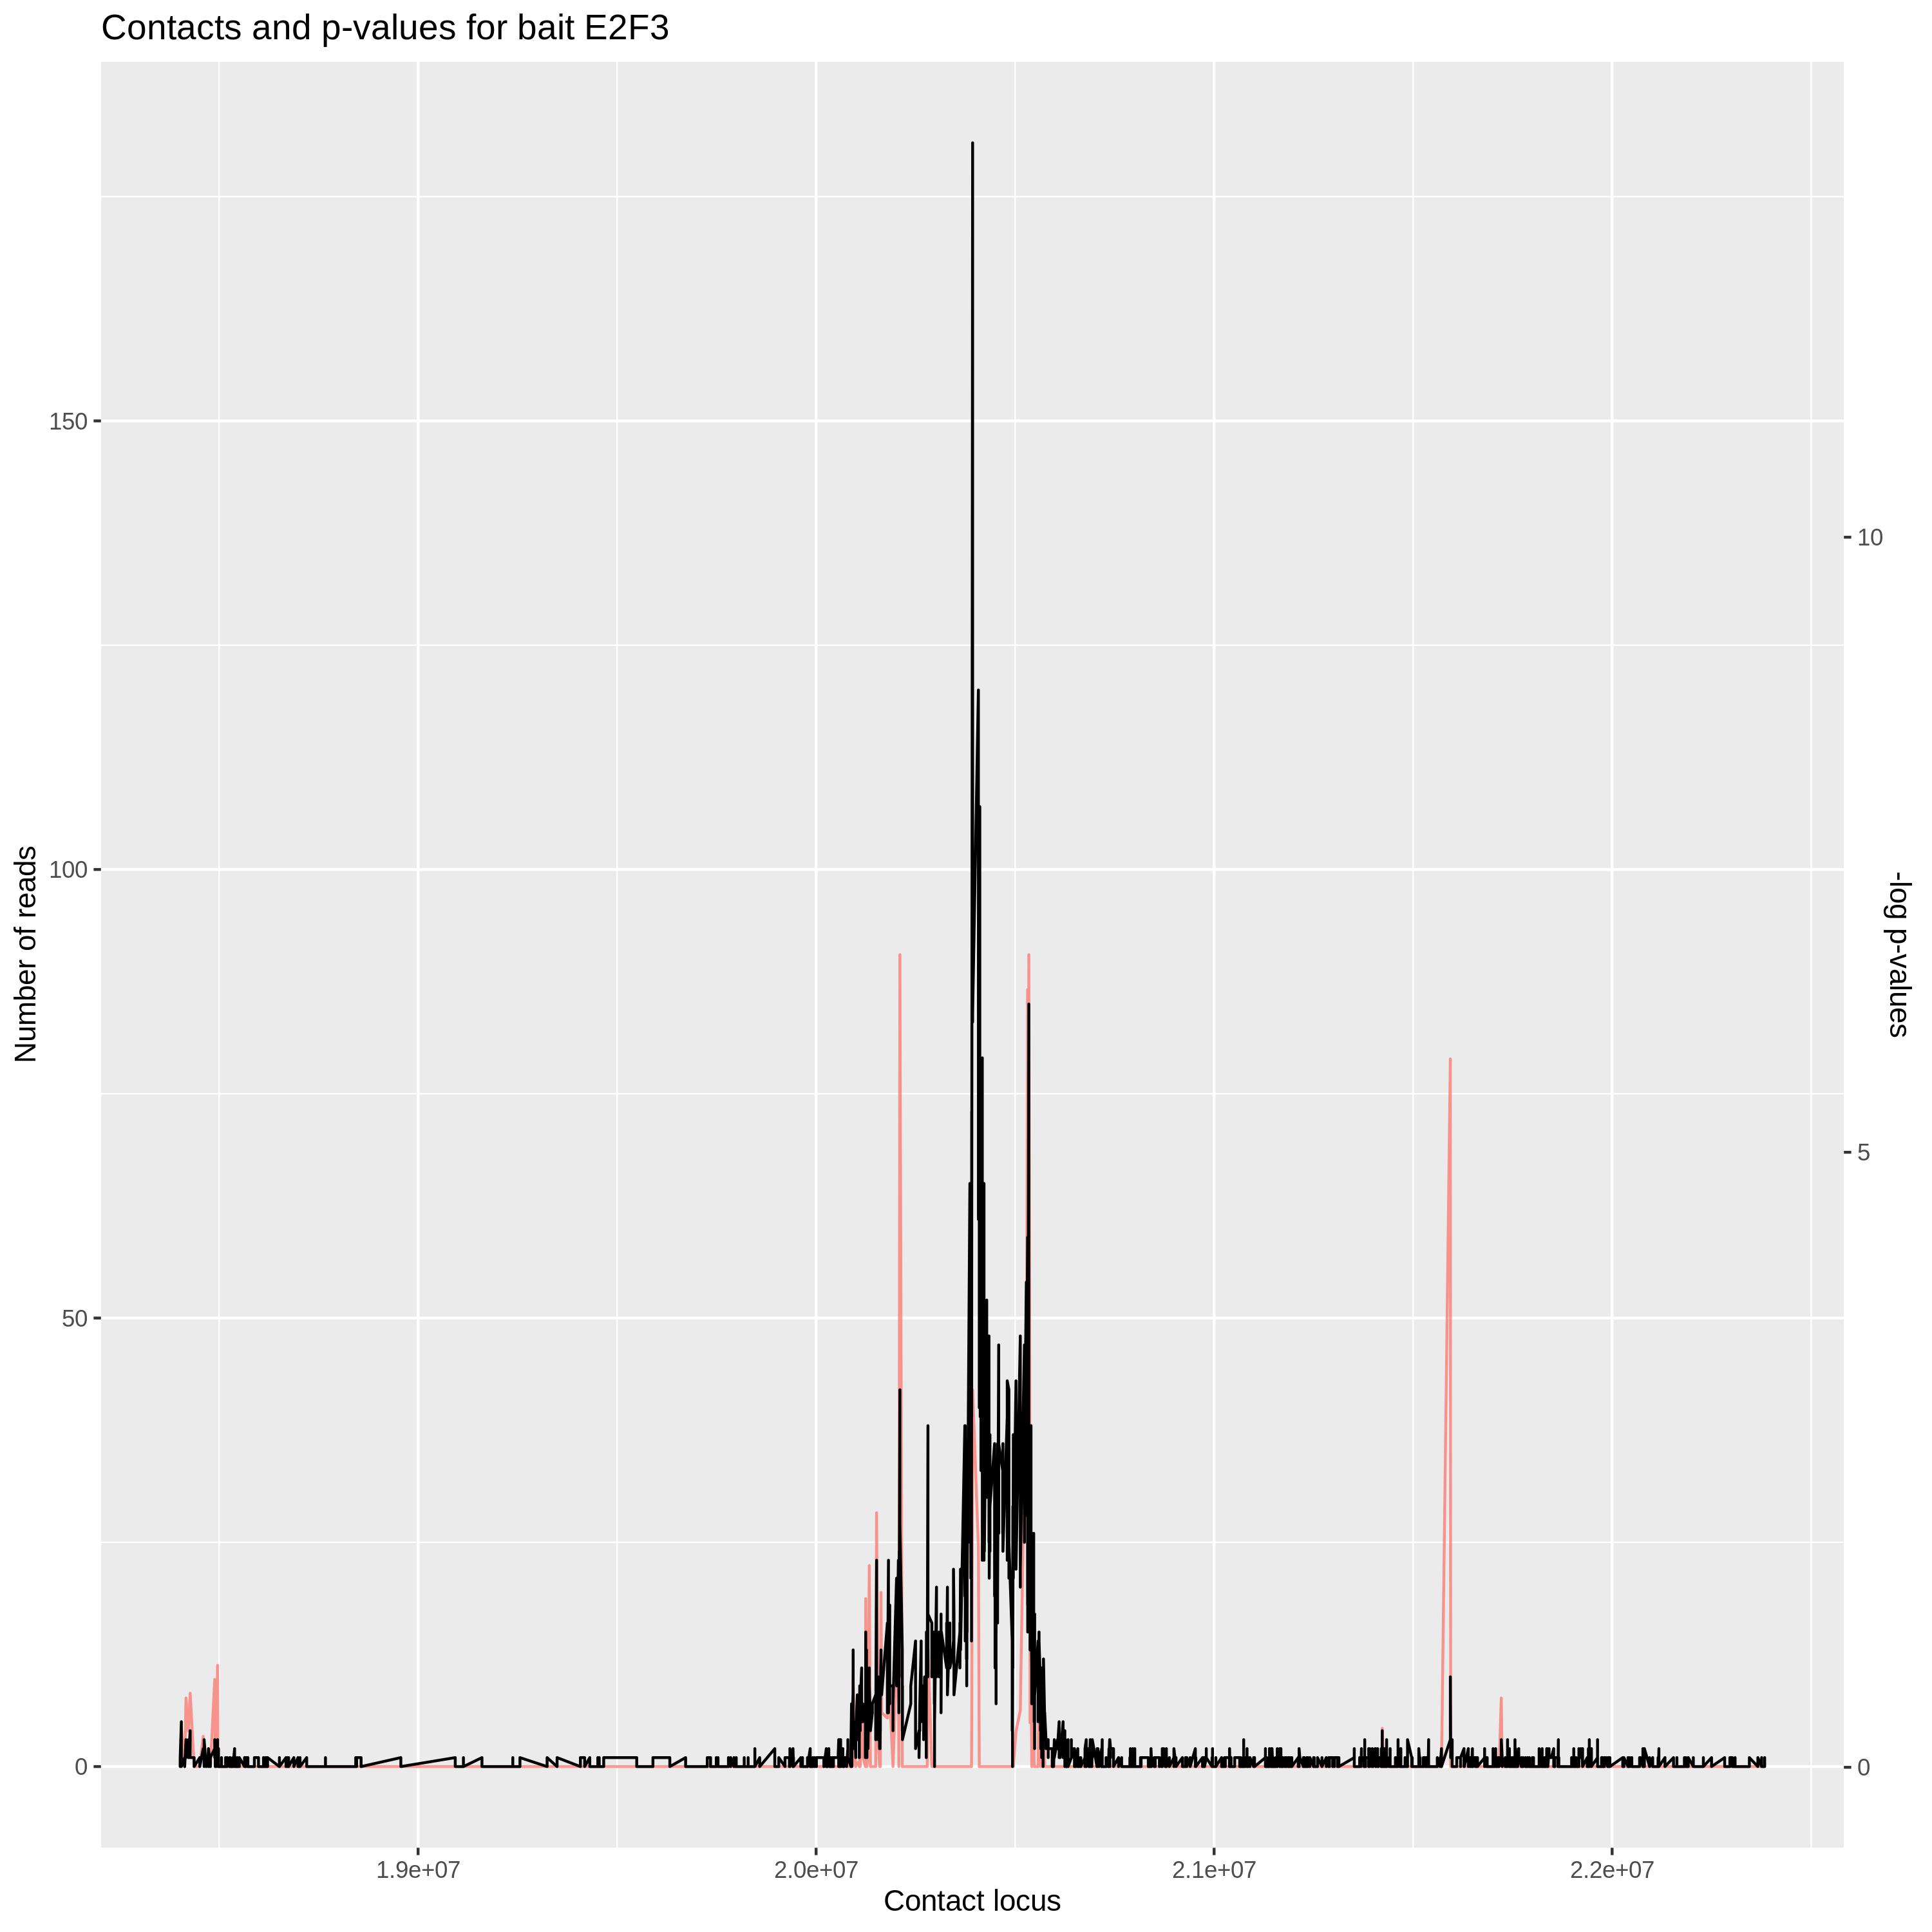 Contacts and p-values for bait E2F3
Number of reads
150
100
50
0
10
5
0
-log p-values
1.9e+07 2.0e+07 2.1e+07 2.2e+07
Contact locus